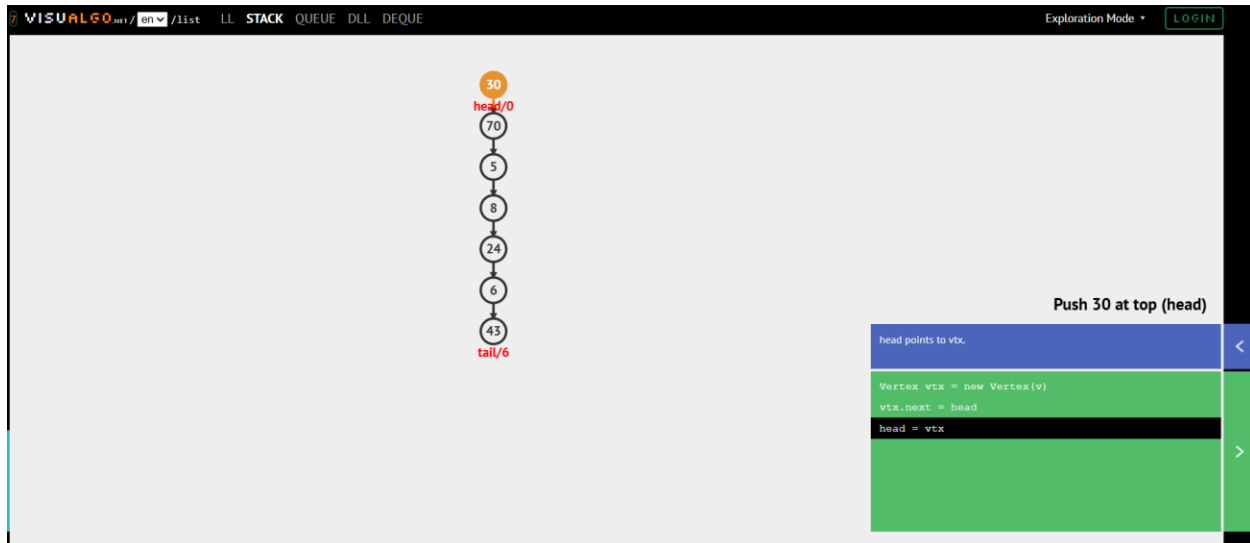 7 VISUALGO.NET/ en /list LL STACK QUEUE DLL DEQUE Exploration Mode ▾ LOGIN
30
head/0
70
5
8
24
6
43
tail/6
Push 30 at top (head)
head points to vtx.
<
Vertex vtx = new Vertex(v)
vtx.next = head
head = vtx
>